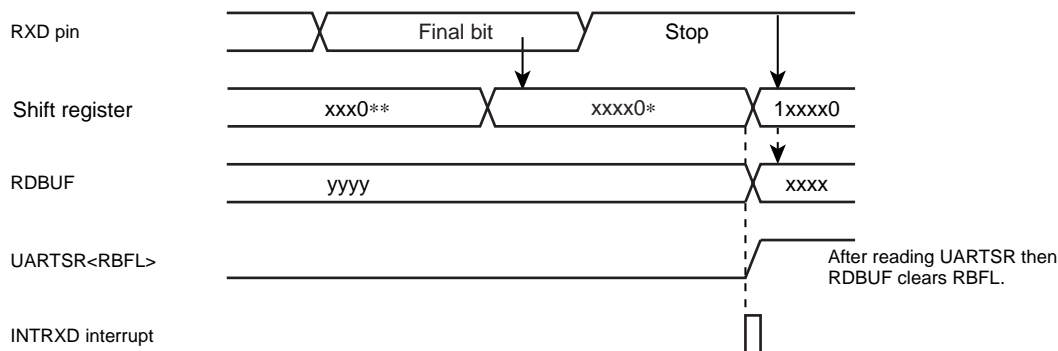 RXD pin
Final bit
Stop
Shift register
xxx0**
xxxx0*
1xxxx0
RDBUF
yyyy
xxxx
UARTSR<RBFL>
After reading UARTSR then
RDBUF clears RBFL.
INTRXD interrupt